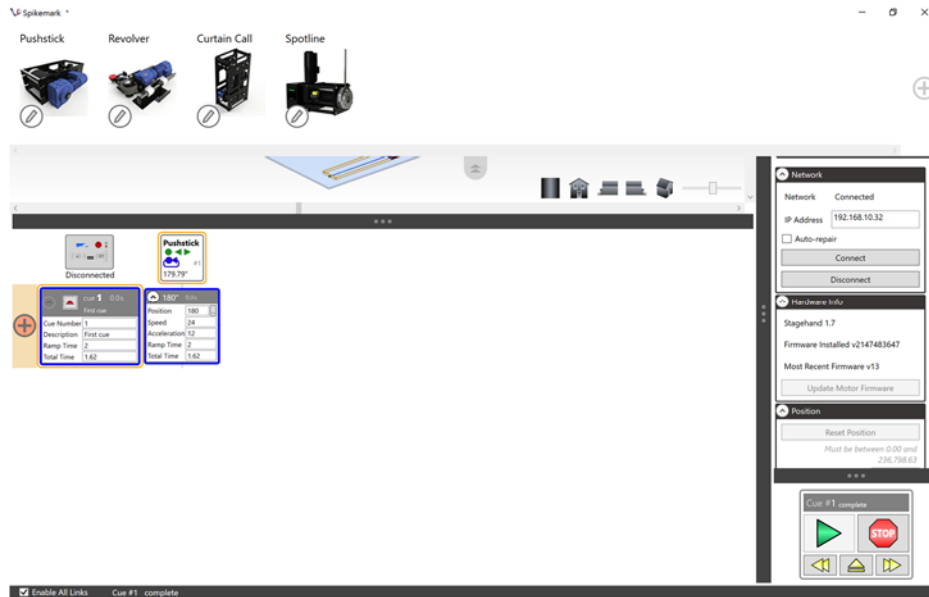 Spikemark *
Pushstick
Revolver
Curtain Call
Spotline
Disconnected
Pushstick
#1
179.79"
cue 1 0.0s
First cue
Cue Number 1
Description First cue
Ramp Time 2
Total Time 1.62
180" 0.0s
Position 180
Speed 24
Acceleration 12
Ramp Time 2
Total Time 1.62
Network
Network Connected
IP Address 192.168.10.32
Auto-repair
Connect
Disconnect
Hardware Info
Stagehand 1.7
Firmware Installed v2147483647
Most Recent Firmware v13
Update Motor Firmware
Position
Reset Position
Must be between 0.00 and
236,798.63
Cue #1 complete
STOP
Enable All Links Cue #1 complete